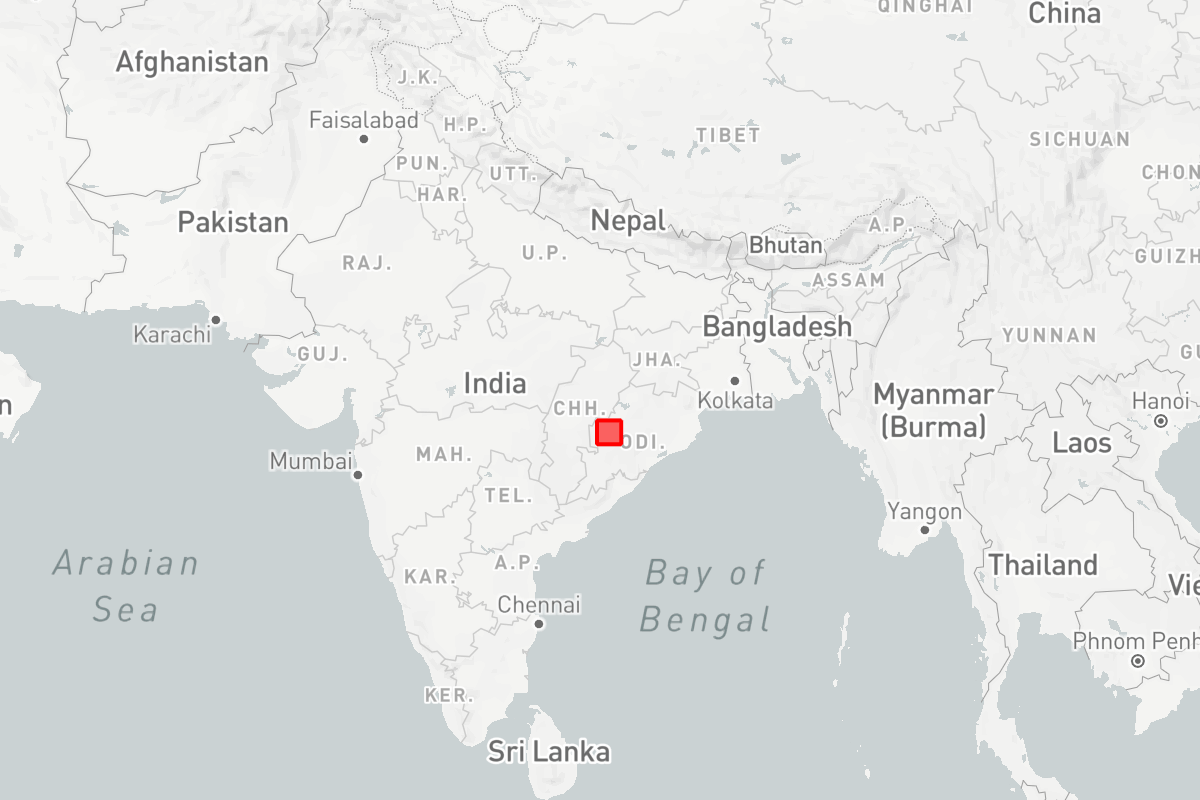 QINGHAI
China
Afghanistan
J.K.
Faisalabad
H.P.
TIBET
SICHUAN
PUN.
UTT.
CHON
HAR.
Pakistan
Nepal
A.P.
Bhutan
U.P.
GUIZH
RAJ.
ASSAM
Karachi
Bangladesh
YUNNAN
GUJ.
JHA.
GU
India
Kolkata
Myanmar
(Burma)
Hanoi
n
CHH.
ODI.
Laos
MAH.
Mumbai
TEL.
Yangon
Arabian
Sea
A.P.
Bay of
Bengal
Thailand
KAR.
Vie
Chennai
Phnom Penh
KER.
Sri Lanka